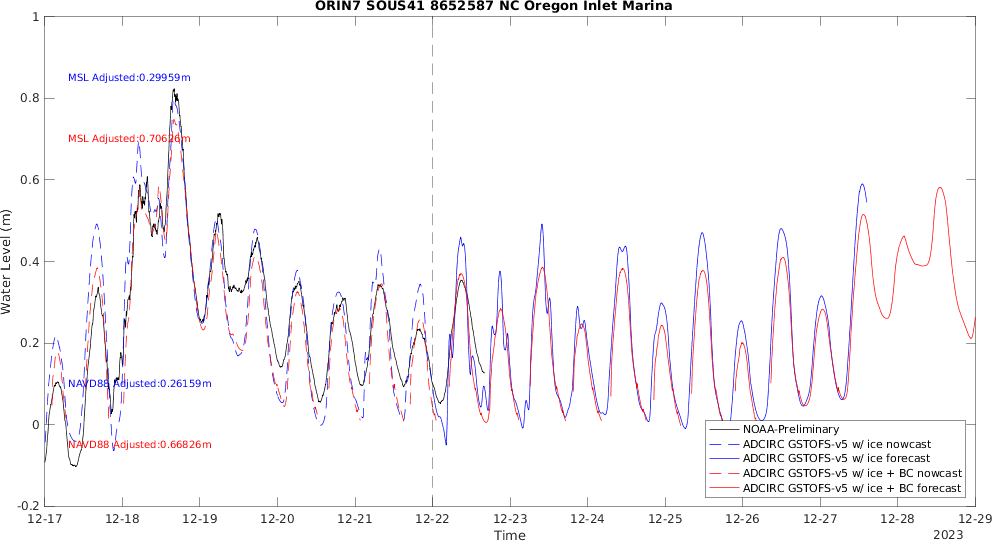 ORIN7 SOUS41 8652587 NC Oregon Inlet Marina
1
0.8
0.6
0.4
0.2
0
-0.2
Water Level (m)
MSL Adjusted:0.29959m
MSL Adjusted:0.70626m
NAVD88 Adjusted:0.26159m
NAVD88 Adjusted:0.66826m
NOAA-Preliminary
ADCIRC GSTOFS-v5 w/ ice nowcast
ADCIRC GSTOFS-v5 w/ ice forecast
ADCIRC GSTOFS-v5 w/ ice + BC nowcast
ADCIRC GSTOFS-v5 w/ ice + BC forecast
12-17 12-18 12-19 12-20 12-21 12-22 12-23 12-24 12-25 12-26 12-27 12-28 12-29
Time
2023